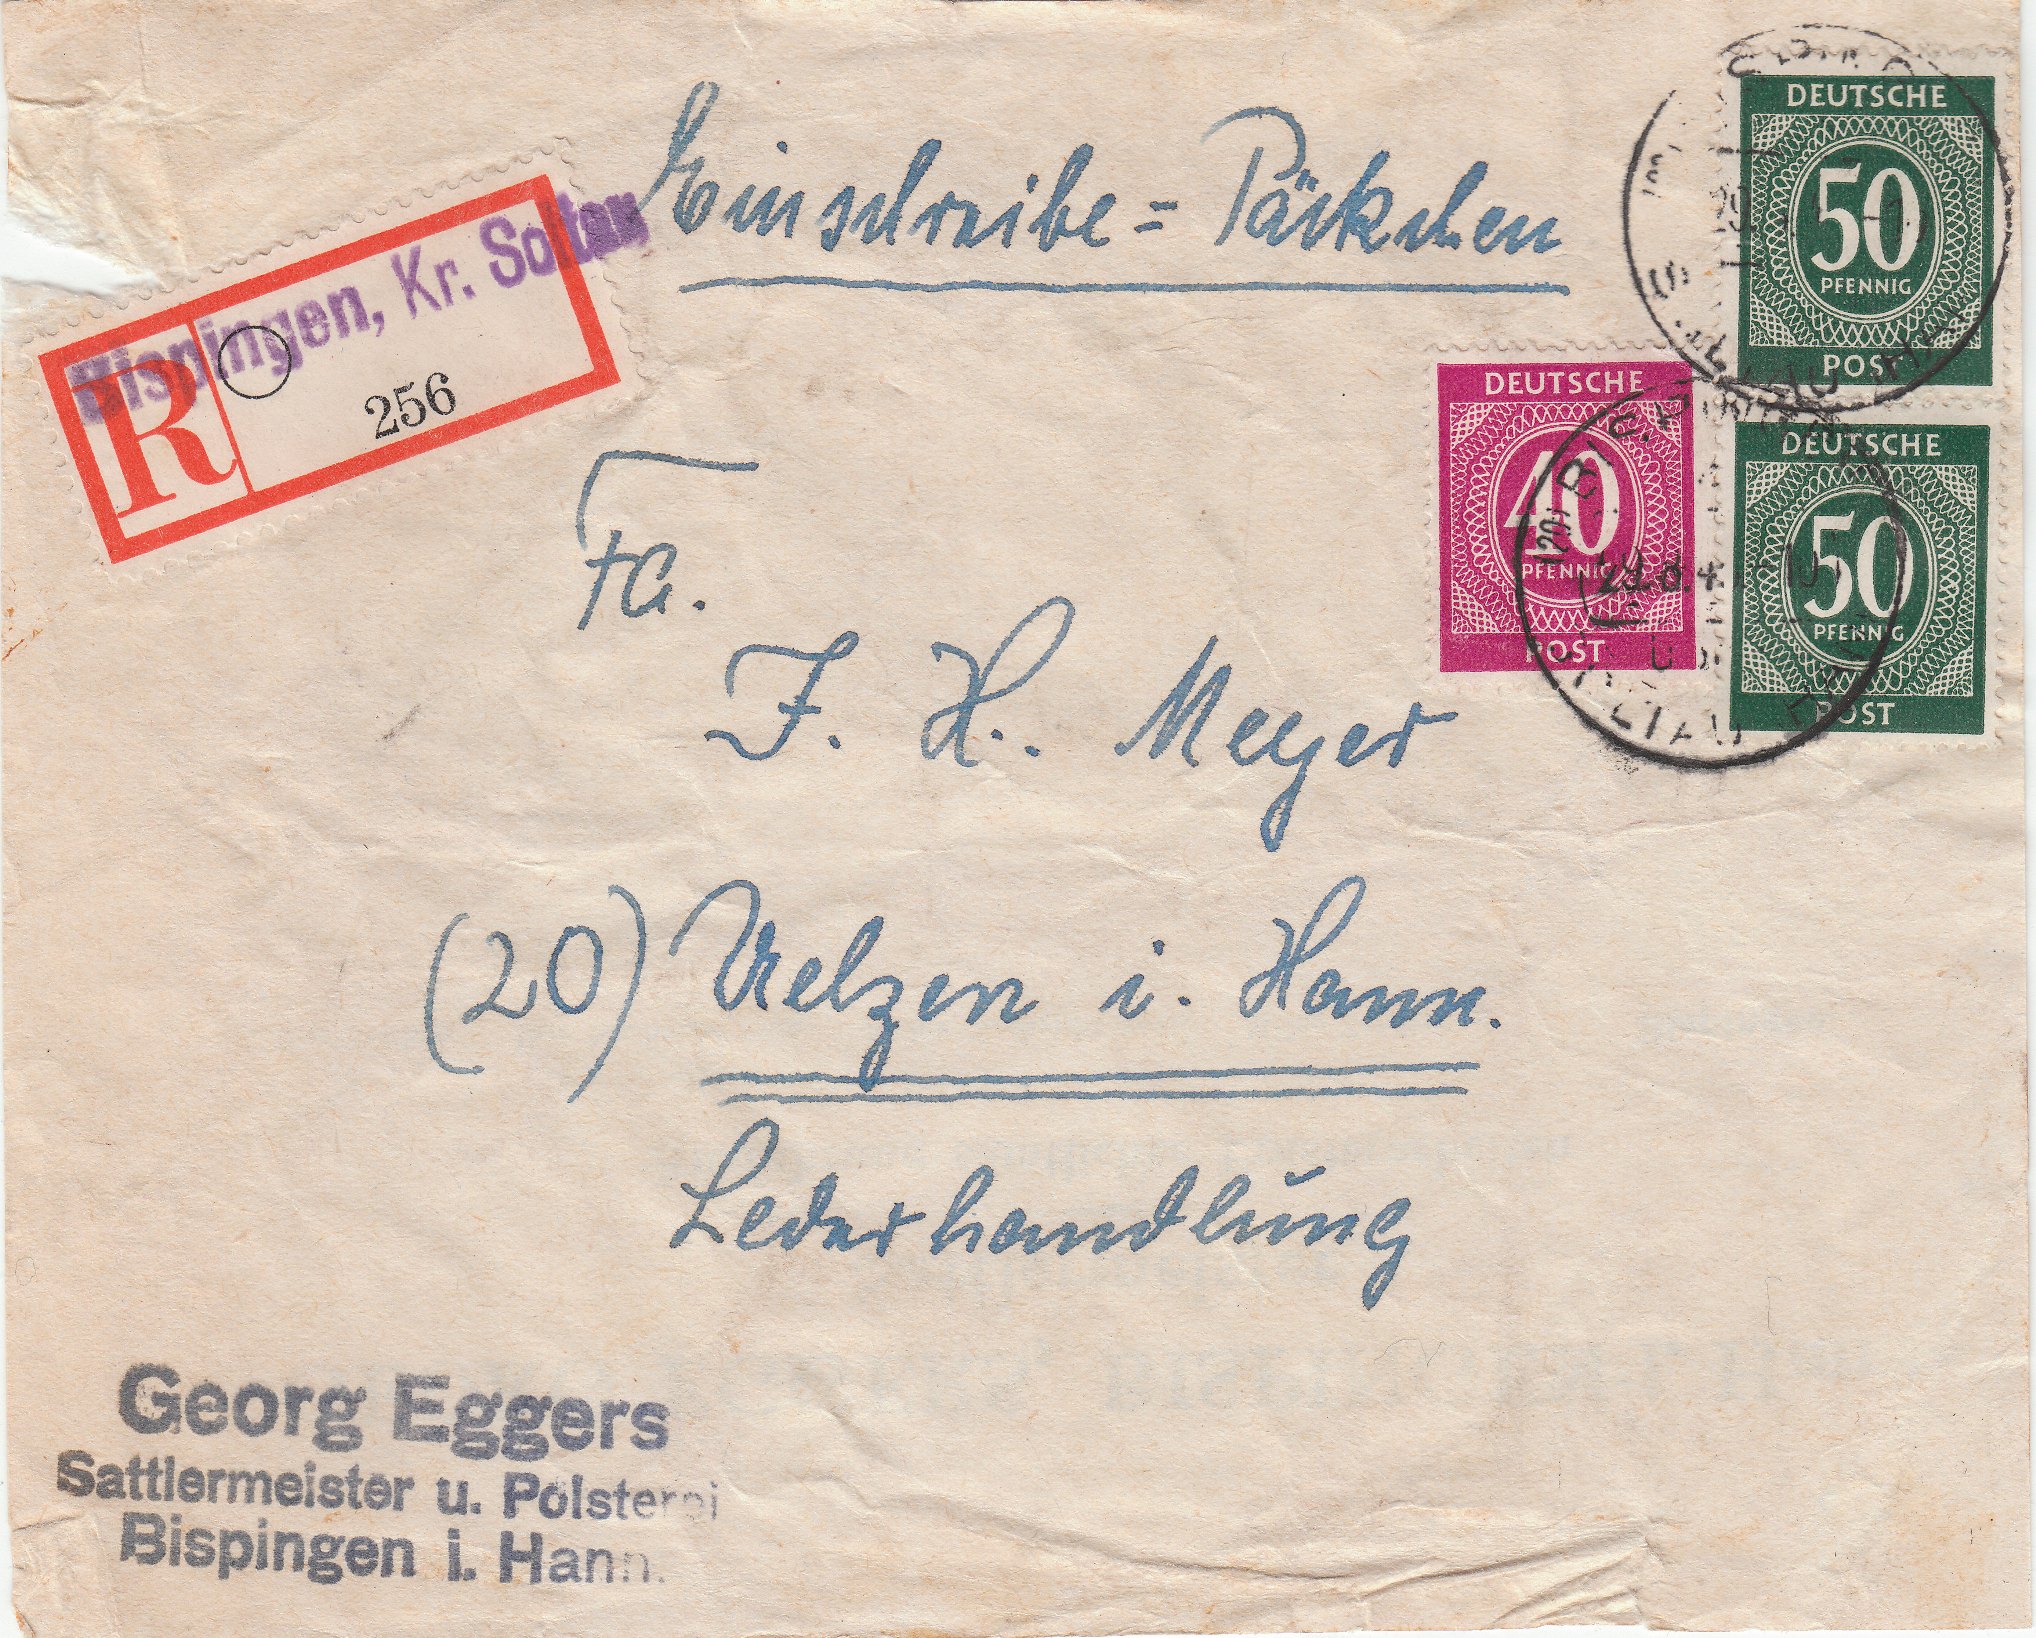 Einschreibe = Päckchen
Bispingen, Kr. Soltau
R
256
DEUTSCHE
50
PFENNIG
POST
DEUTSCHE
40
PFENNIG
POST
DEUTSCHE
50
PFENNIG
POST
Fa.
J. H. Meyer
(20) Uelzen i. Hann.
Lederhandlung
Georg Eggers
Sattlermeister u. Polsterei
Bispingen i. Hann.